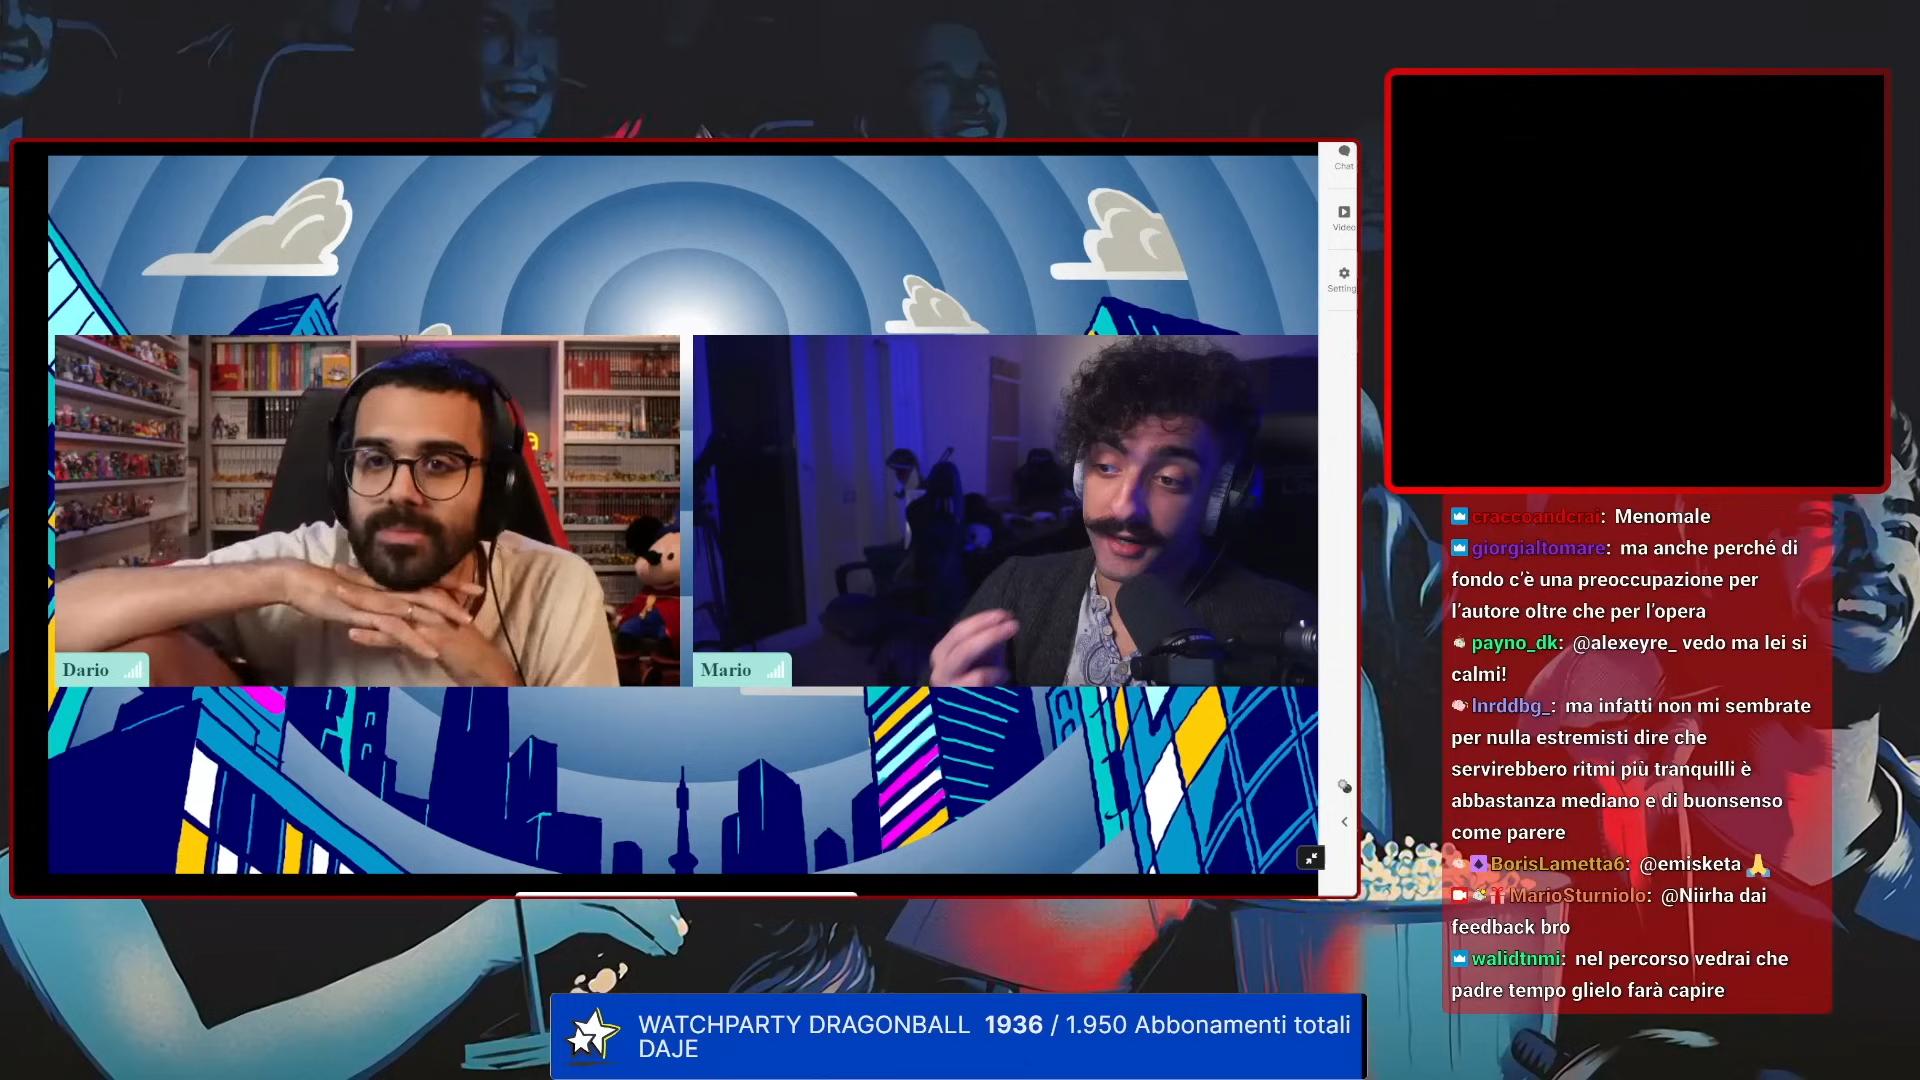 Chat
Video
Setting
Dario
Mario
craccoandcrai: Menomale
giorgialtomare: ma anche perché di
fondo c'è una preoccupazione per
l'autore oltre che per l'opera
payno_dk: @alexeyre_ vedo ma lei si
calmi!
lnrddbg_: ma infatti non mi sembrate
per nulla estremisti dire che
servirebbero ritmi più tranquilli è
abbastanza mediano e di buonsenso
come parere
BorisLametta6: @emisketa 🙏
MarioSturniolo: @Niirha dai
feedback bro
walidtnmi: nel percorso vedrai che
padre tempo glielo farà capire
WATCHPARTY DRAGONBALL 1936 / 1.950 Abbonamenti totali
DAJE